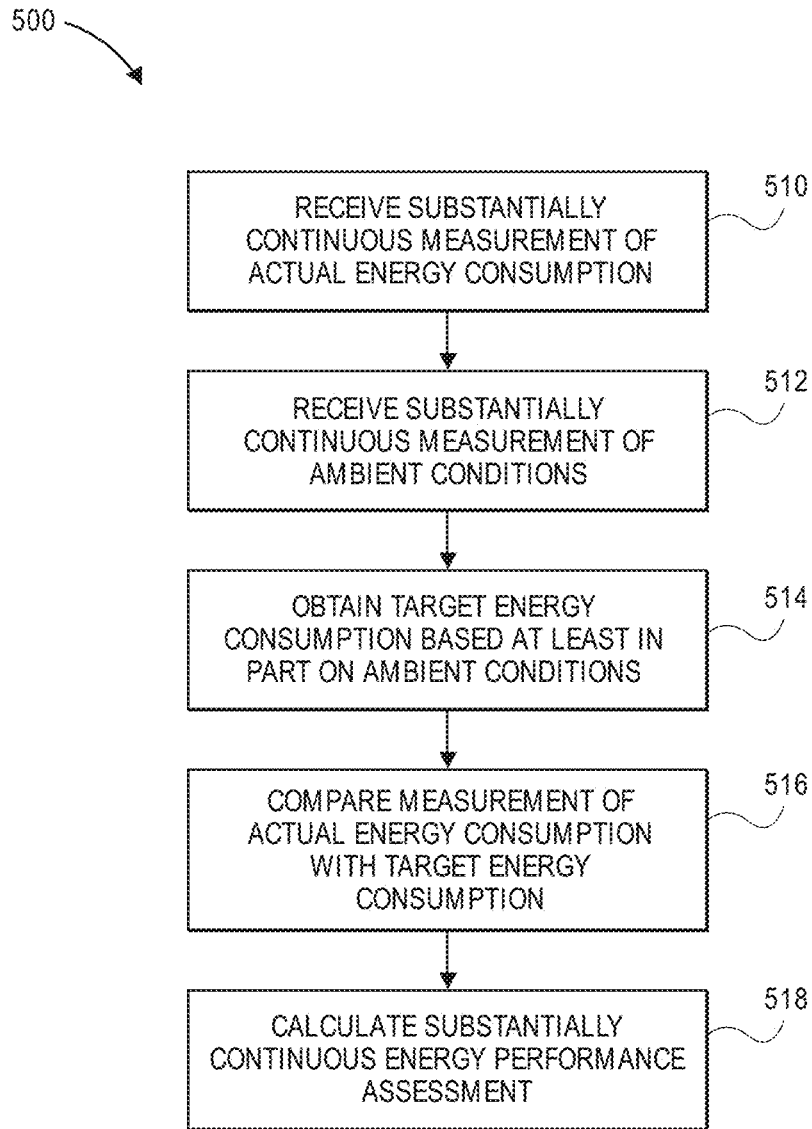 500
510
RECEIVE SUBSTANTIALLY
CONTINUOUS MEASUREMENT OF
ACTUAL ENERGY CONSUMPTION
512
RECEIVE SUBSTANTIALLY
CONTINUOUS MEASUREMENT OF
AMBIENT CONDITIONS
514
OBTAIN TARGET ENERGY
CONSUMPTION BASED AT LEAST IN
PART ON AMBIENT CONDITIONS
516
COMPARE MEASUREMENT OF
ACTUAL ENERGY CONSUMPTION
WITH TARGET ENERGY
CONSUMPTION
518
CALCULATE SUBSTANTIALLY
CONTINUOUS ENERGY PERFORMANCE
ASSESSMENT